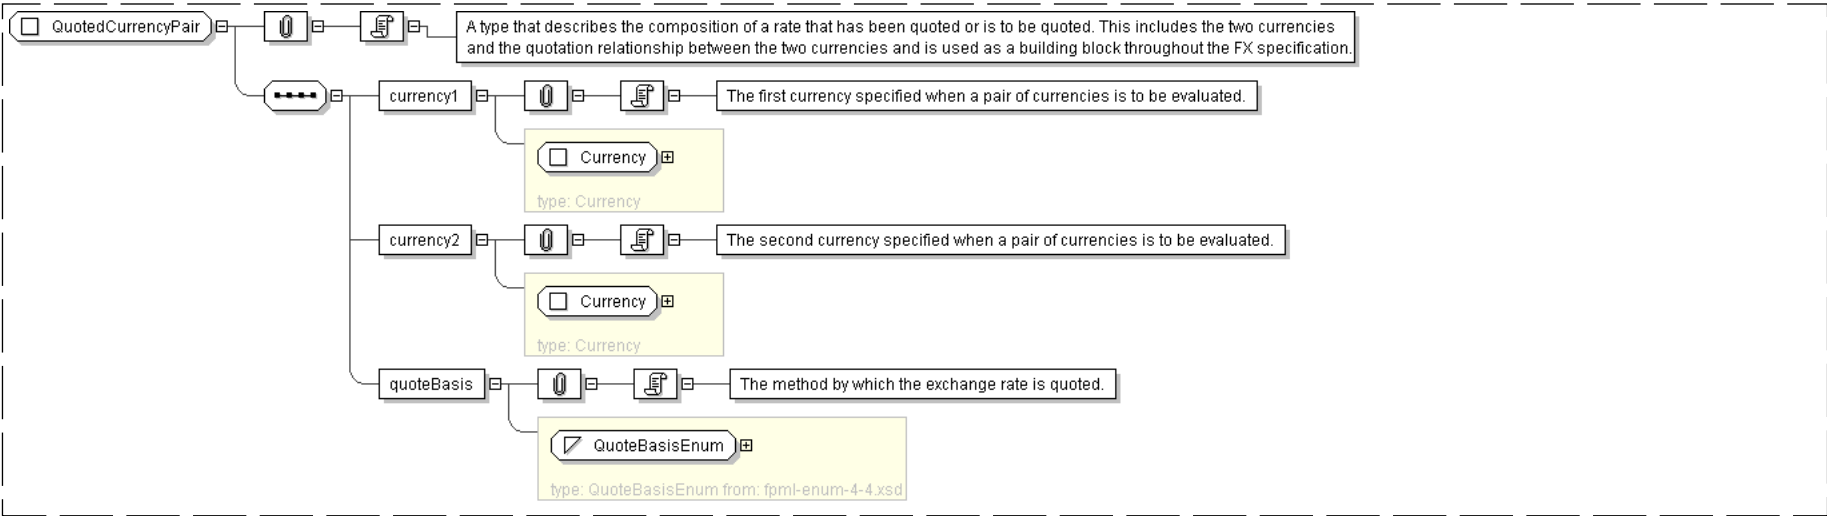 QuotedCurrencyPair
A type that describes the composition of a rate that has been quoted or is to be quoted. This includes the two currencies
and the quotation relationship between the two currencies and is used as a building block throughout the FX specification.
currency1
The first currency specified when a pair of currencies is to be evaluated.
Currency
type: Currency
currency2
The second currency specified when a pair of currencies is to be evaluated.
Currency
type: Currency
quoteBasis
The method by which the exchange rate is quoted.
QuoteBasisEnum
type: QuoteBasisEnum from: fpml-enum-4-4.xsd